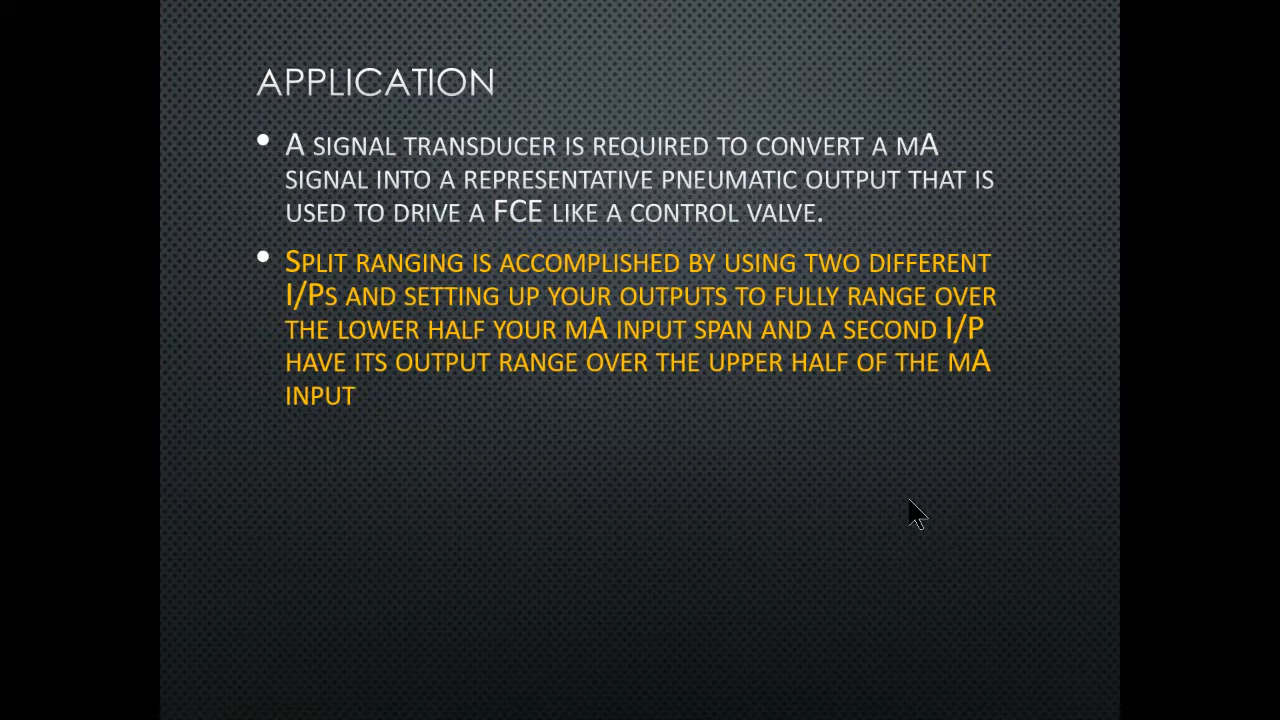 APPLICATION
• A SIGNAL TRANSDUCER IS REQUIRED TO CONVERT A MA
SIGNAL INTO A REPRESENTATIVE PNEUMATIC OUTPUT THAT IS
USED TO DRIVE A FCE LIKE A CONTROL VALVE.
• SPLIT RANGING IS ACCOMPLISHED BY USING TWO DIFFERENT
I/PS AND SETTING UP YOUR OUTPUTS TO FULLY RANGE OVER
THE LOWER HALF YOUR MA INPUT SPAN AND A SECOND I/P
HAVE ITS OUTPUT RANGE OVER THE UPPER HALF OF THE MA
INPUT